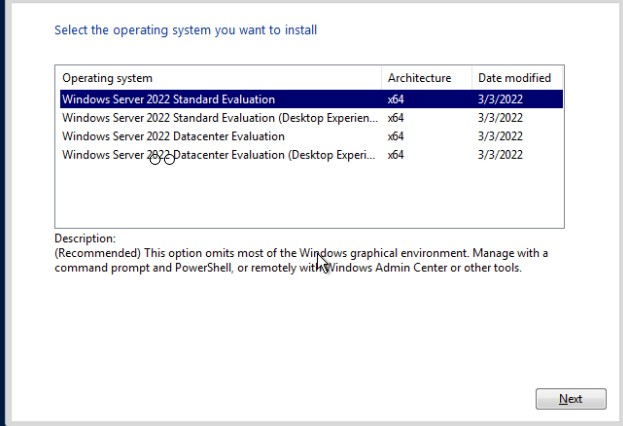 Select the operating system you want to install
Operating system Architecture Date modified
Windows Server 2022 Standard Evaluation x64 3/3/2022
Windows Server 2022 Standard Evaluation (Desktop Experien... x64 3/3/2022
Windows Server 2022 Datacenter Evaluation x64 3/3/2022
Windows Server 2022 Datacenter Evaluation (Desktop Experi... x64 3/3/2022
Description:
(Recommended) This option omits most of the Windows graphical environment. Manage with a
command prompt and PowerShell, or remotely with Windows Admin Center or other tools.
Next